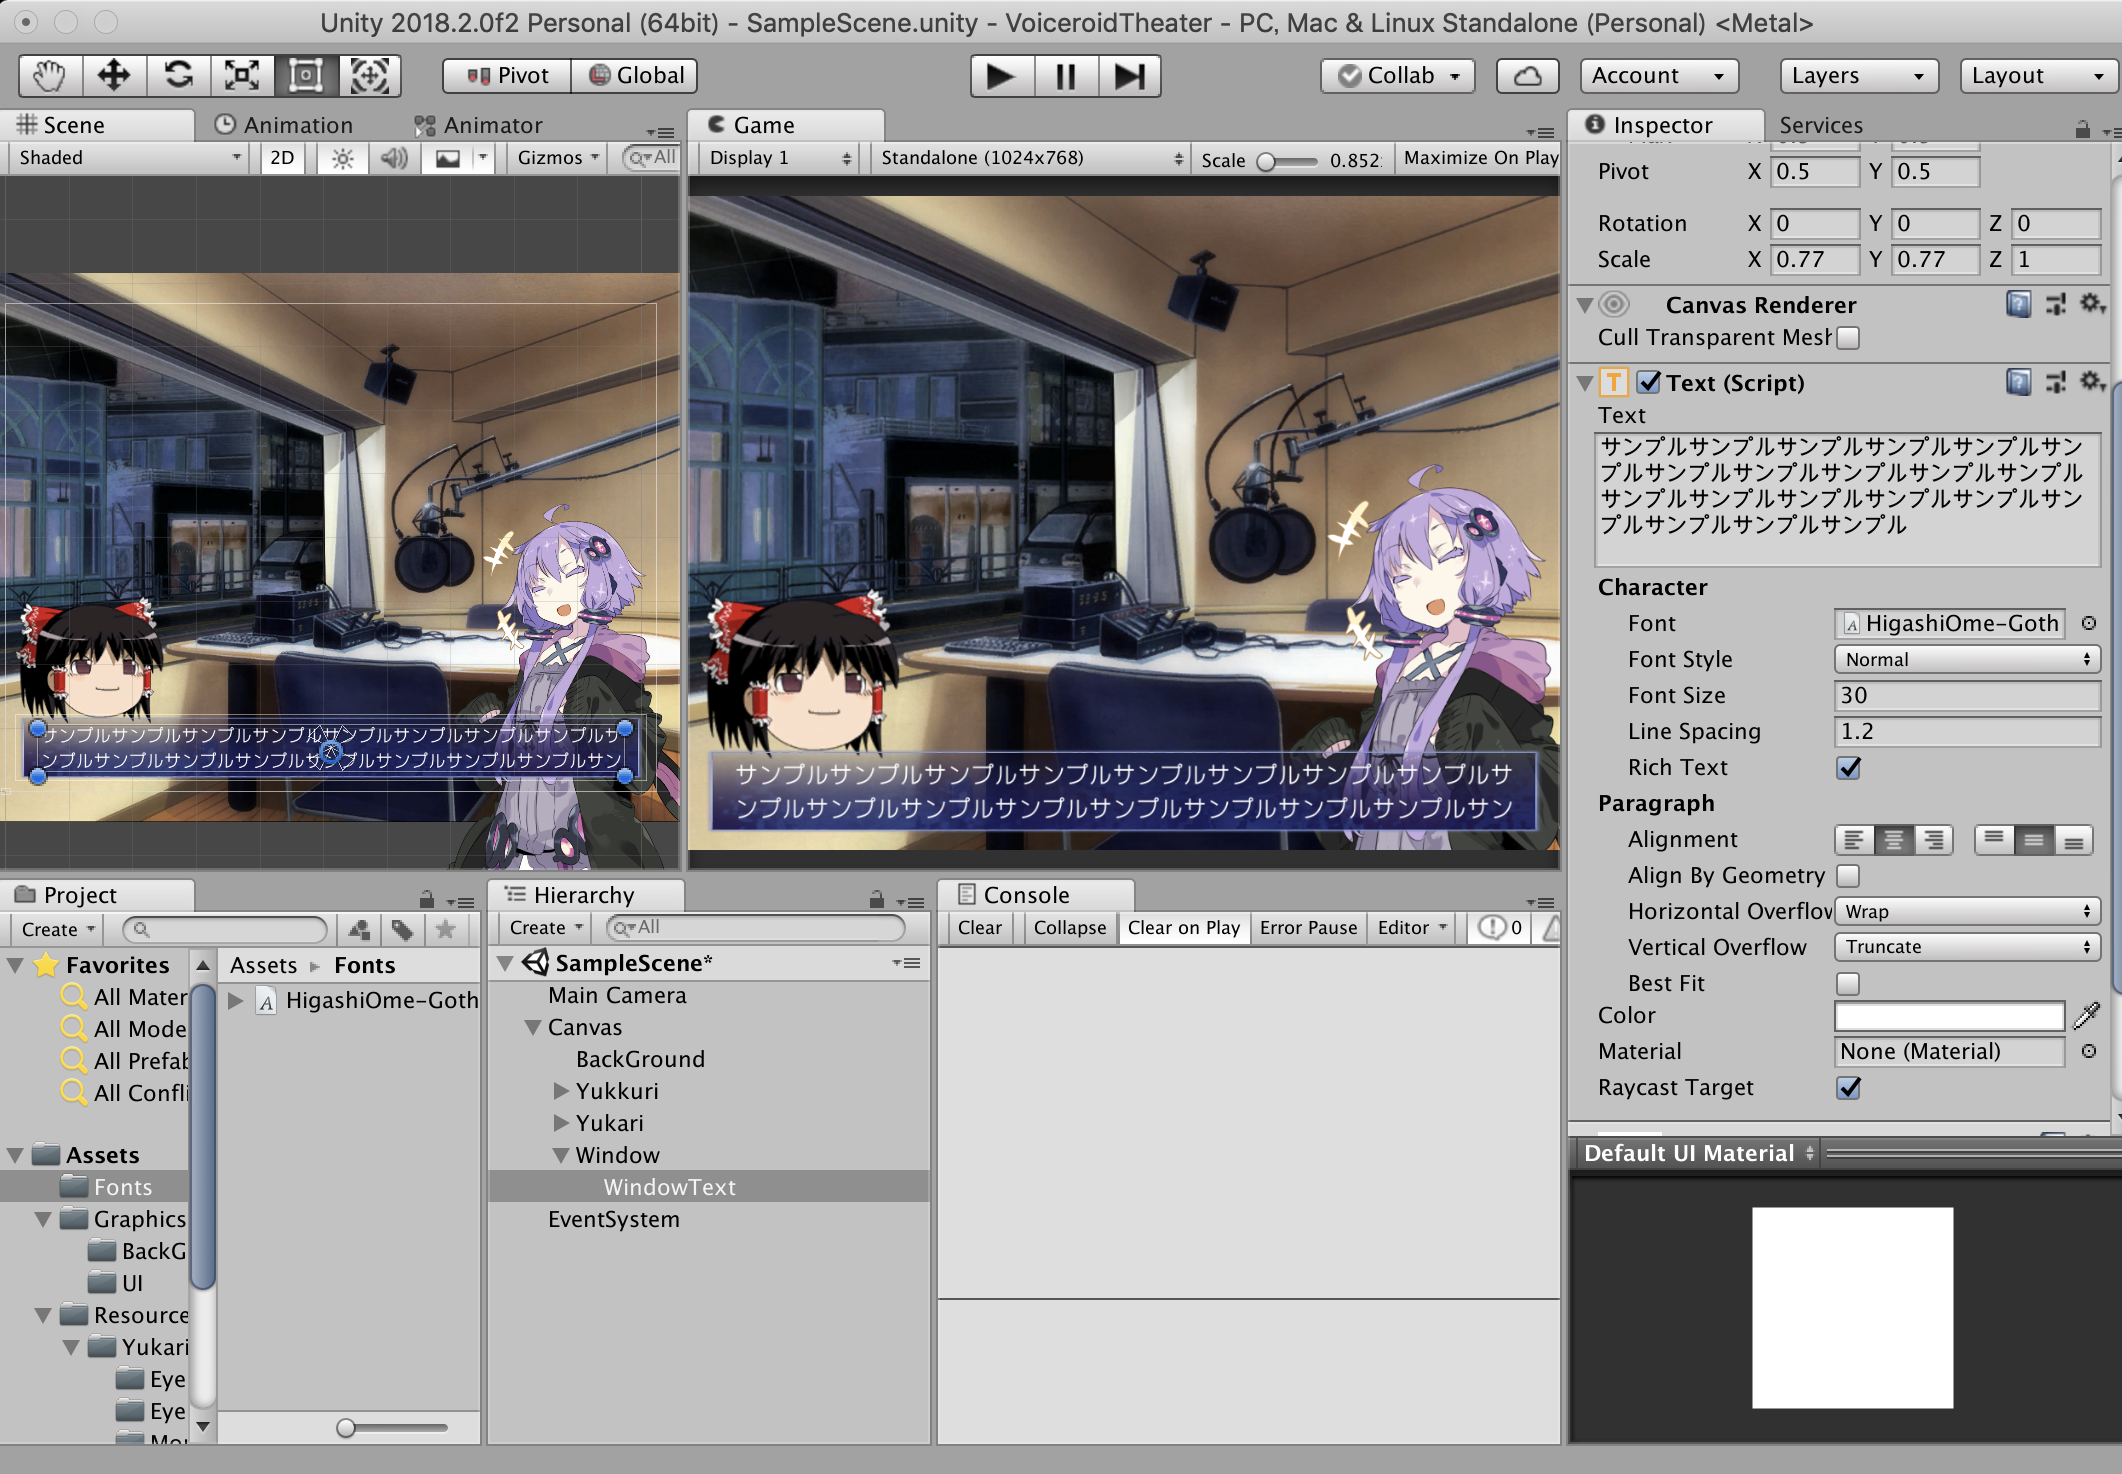 Unity 2018.2.0f2 Personal (64bit) - SampleScene.unity - VoiceroidTheater - PC, Mac & Linux Standalone (Personal) <Metal>
Pivot Global Collab Account Layers Layout
Scene Animation Animator
Shaded 2D Gizmos All
サンプルサンプルサンプルサンプルサンプルサンプルサンプルサ
ンプルサンプルサンプルサンプルサンプルサンプルサンプルサン
Game
Display 1 Standalone (1024x768) Scale 0.852 Maximize On Play
サンプルサンプルサンプルサンプルサンプルサンプルサンプルサンプルサ
ンプルサンプルサンプルサンプルサンプルサンプルサンプルサンプルサン
Inspector Services
Pivot X 0.5 Y 0.5
Rotation X 0 Y 0 Z 0
Scale X 0.77 Y 0.77 Z 1
Canvas Renderer
Cull Transparent Mesh
Text (Script)
Text
サンプルサンプルサンプルサンプルサンプルサン
プルサンプルサンプルサンプルサンプルサンプル
サンプルサンプルサンプルサンプルサンプルサン
プルサンプルサンプルサンプル
Character
Font HigashiOme-Goth
Font Style Normal
Font Size 30
Line Spacing 1.2
Rich Text
Paragraph
Alignment
Align By Geometry
Horizontal Overflow Wrap
Vertical Overflow Truncate
Best Fit
Color
Material None (Material)
Raycast Target
Default UI Material
Project
Create
Favorites
All Mater
All Mode
All Prefab
All Confli
Assets
Fonts
Graphics
BackG
UI
Resource
Yukari
Eye
Eye
Assets Fonts
HigashiOme-Goth
Hierarchy
Create All
SampleScene*
Main Camera
Canvas
BackGround
Yukkuri
Yukari
Window
WindowText
EventSystem
Console
Clear Collapse Clear on Play Error Pause Editor 0